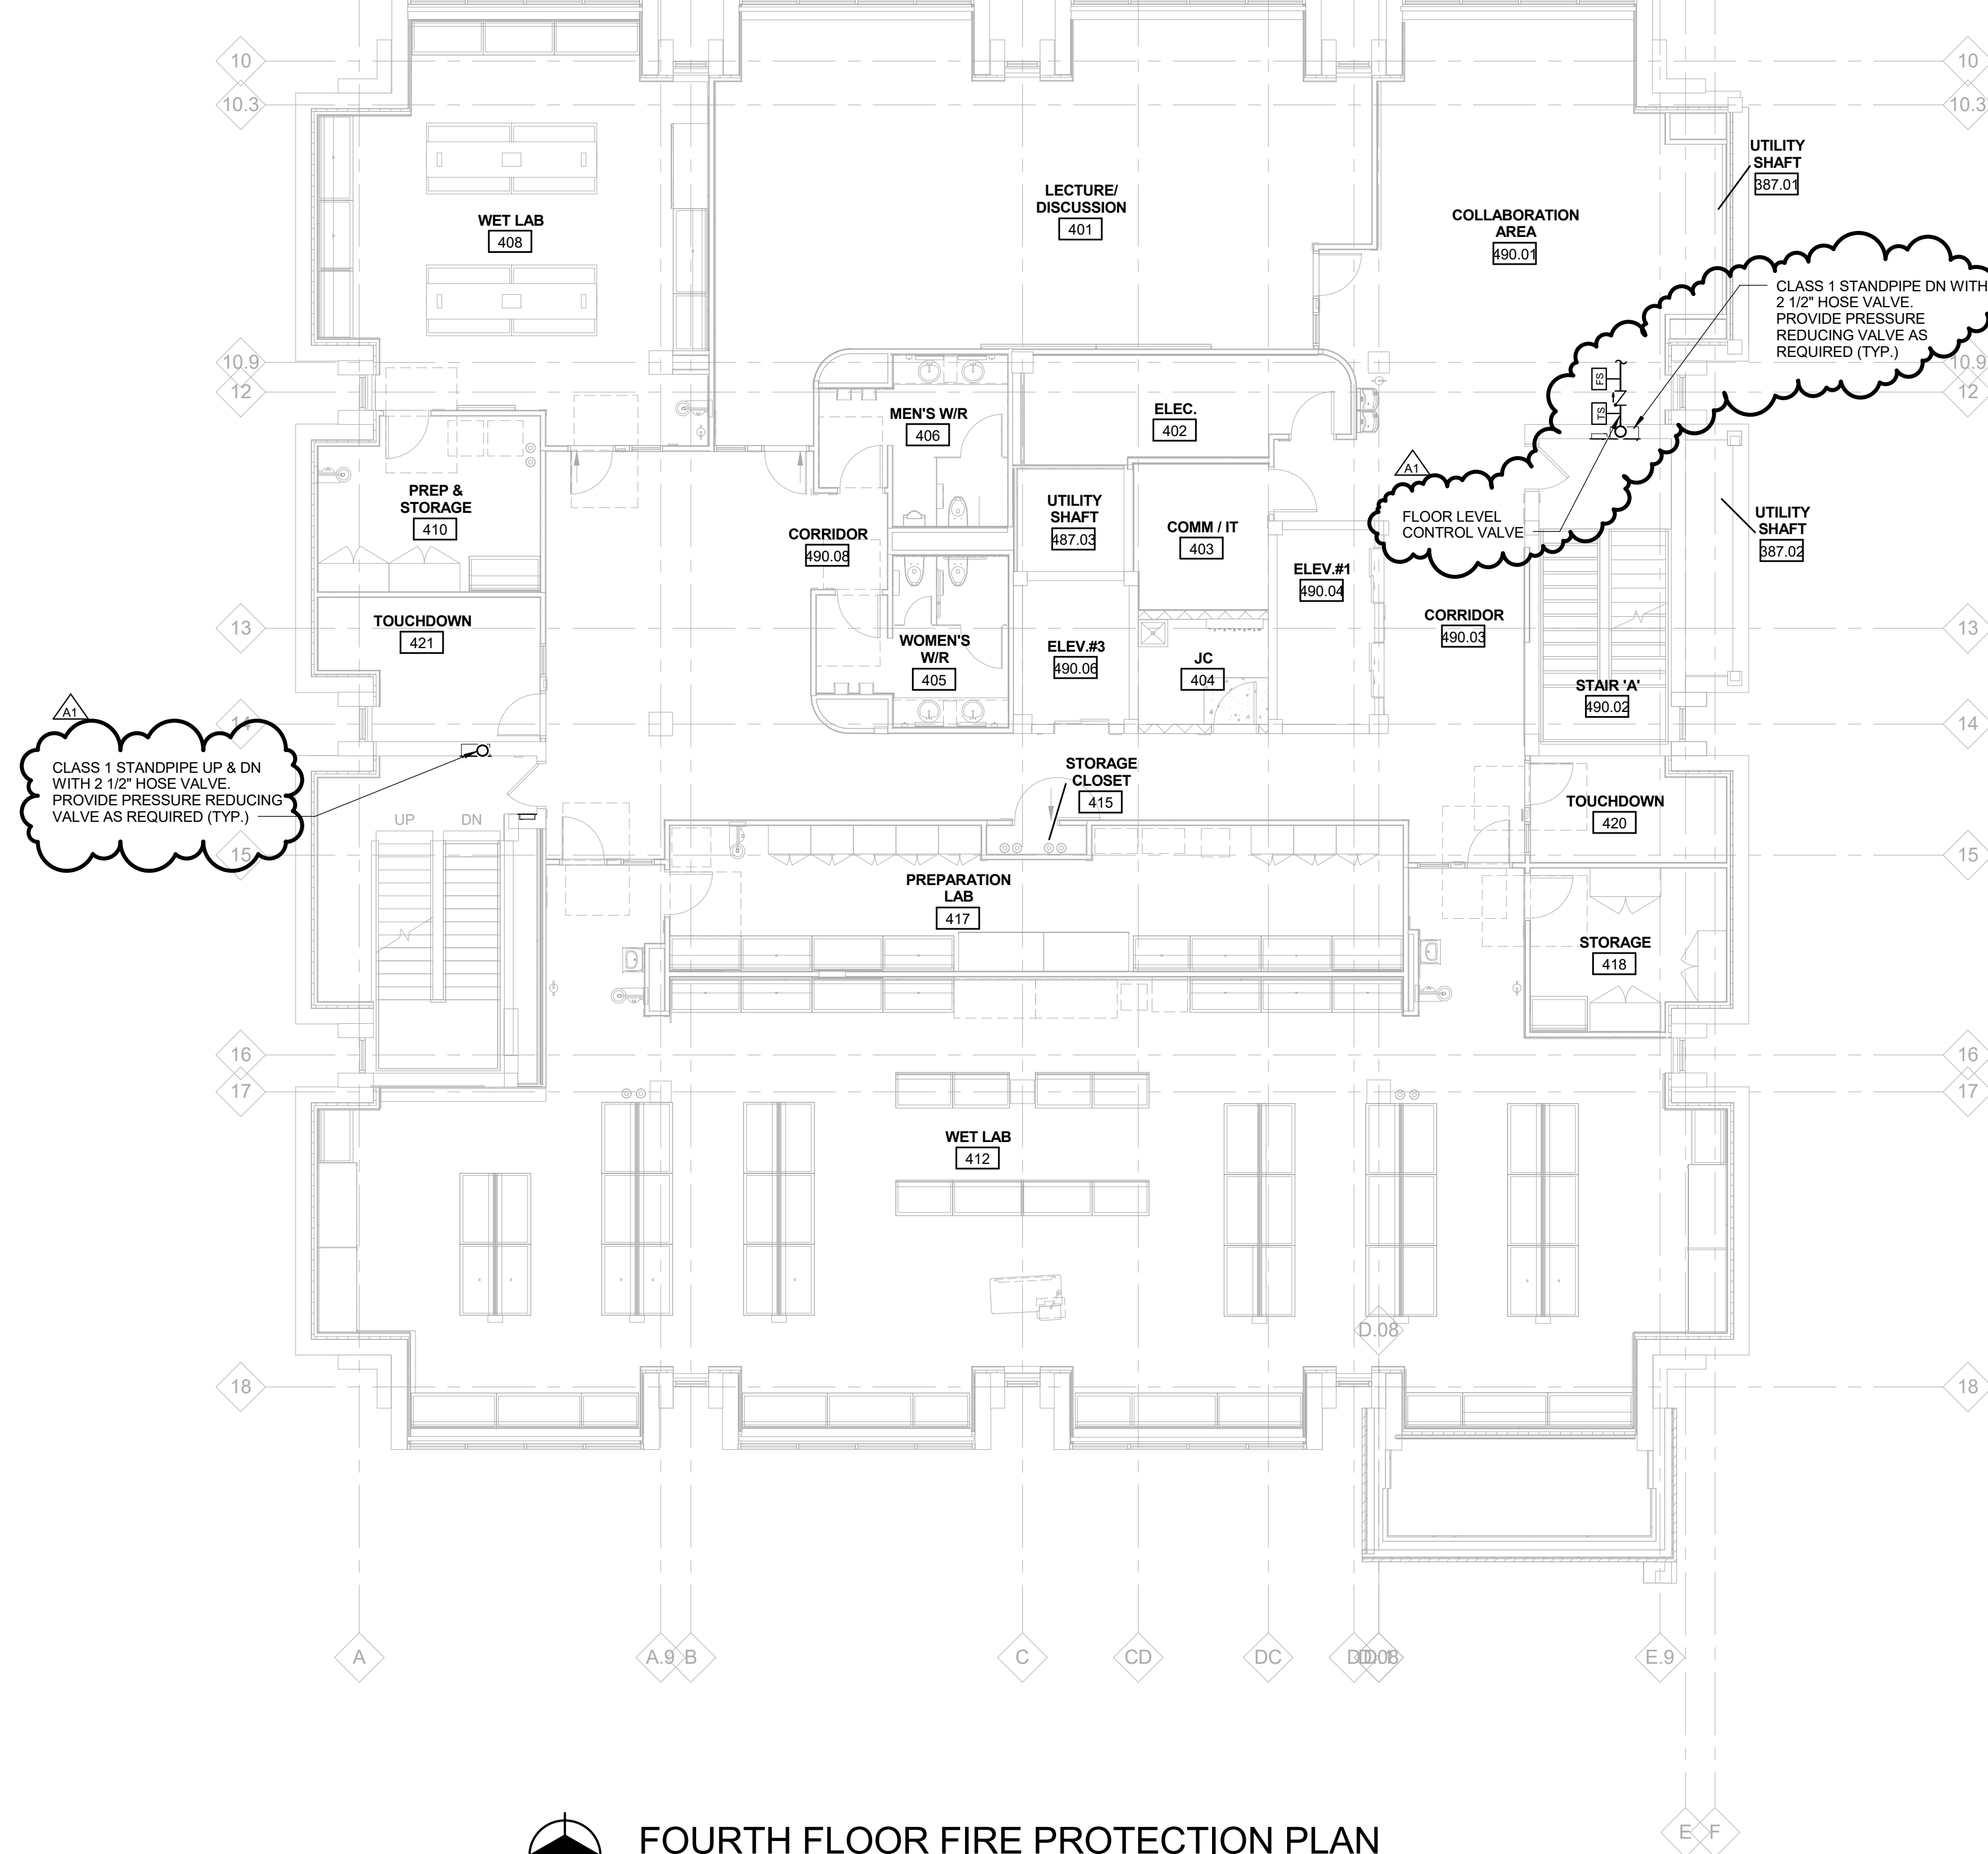 10
10
10.3
10.3
UTILITY
SHAFT
387.01
LECTURE/
DISCUSSION
401
WET LAB
408
COLLABORATION
AREA
490.01
CLASS 1 STANDPIPE DN WITH
2 1/2" HOSE VALVE.
PROVIDE PRESSURE
REDUCING VALVE AS
REQUIRED (TYP.)
10.9
10.9
12
12
FS
TS
MEN'S W/R
406
ELEC.
402
A1
PREP &
STORAGE
410
UTILITY
SHAFT
487.03
FLOOR LEVEL
CONTROL VALVE
UTILITY
SHAFT
387.02
CORRIDOR
490.08
COMM / IT
403
ELEV.#1
490.04
13
13
TOUCHDOWN
421
WOMEN'S
W/R
405
ELEV.#3
490.06
JC
404
CORRIDOR
490.03
STAIR 'A'
490.02
A1
14
14
CLASS 1 STANDPIPE UP & DN
WITH 2 1/2" HOSE VALVE.
PROVIDE PRESSURE REDUCING
VALVE AS REQUIRED (TYP.)
UP
DN
STORAGE
CLOSET
415
TOUCHDOWN
420
15
15
PREPARATION
LAB
417
STORAGE
418
16
16
17
17
WET LAB
412
D.08
18
18
A
A.9
B
C
CD
DC
D.08
E.9
E
F
FOURTH FLOOR FIRE PROTECTION PLAN